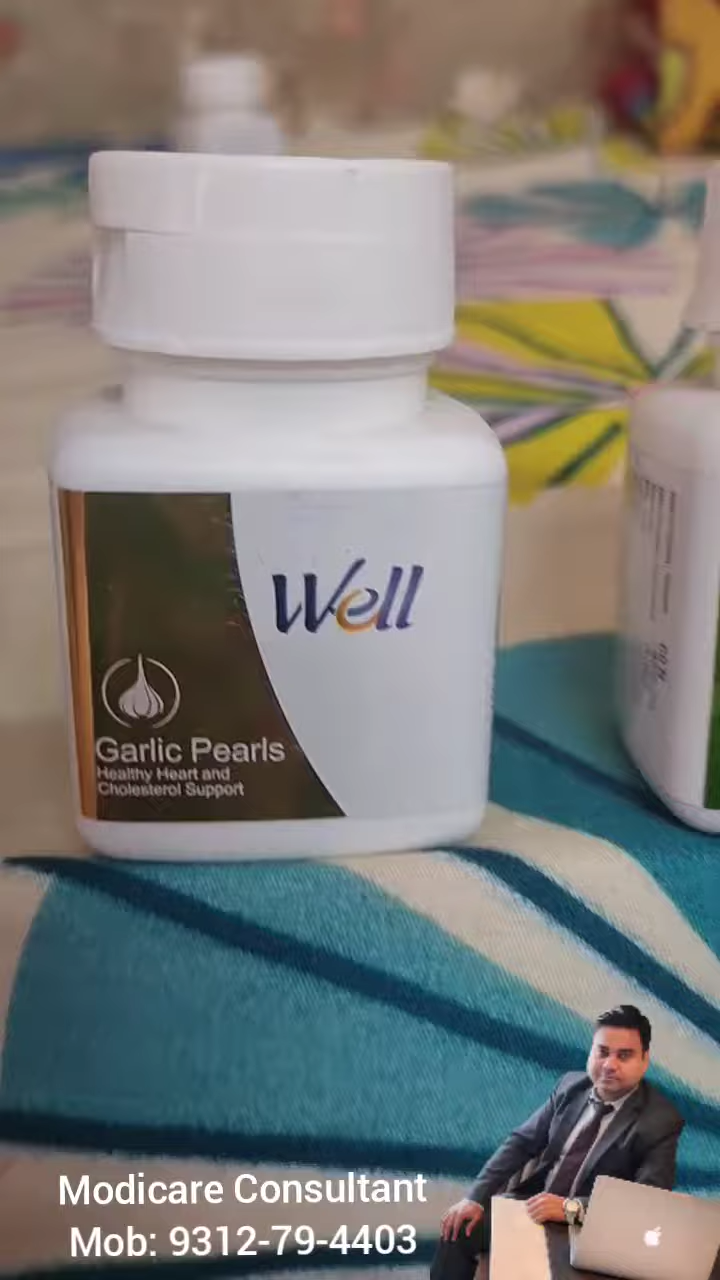 Well
Garlic Pearls
Healthy Heart and
Cholesterol Support
Modicare Consultant
Mob: 9312-79-4403